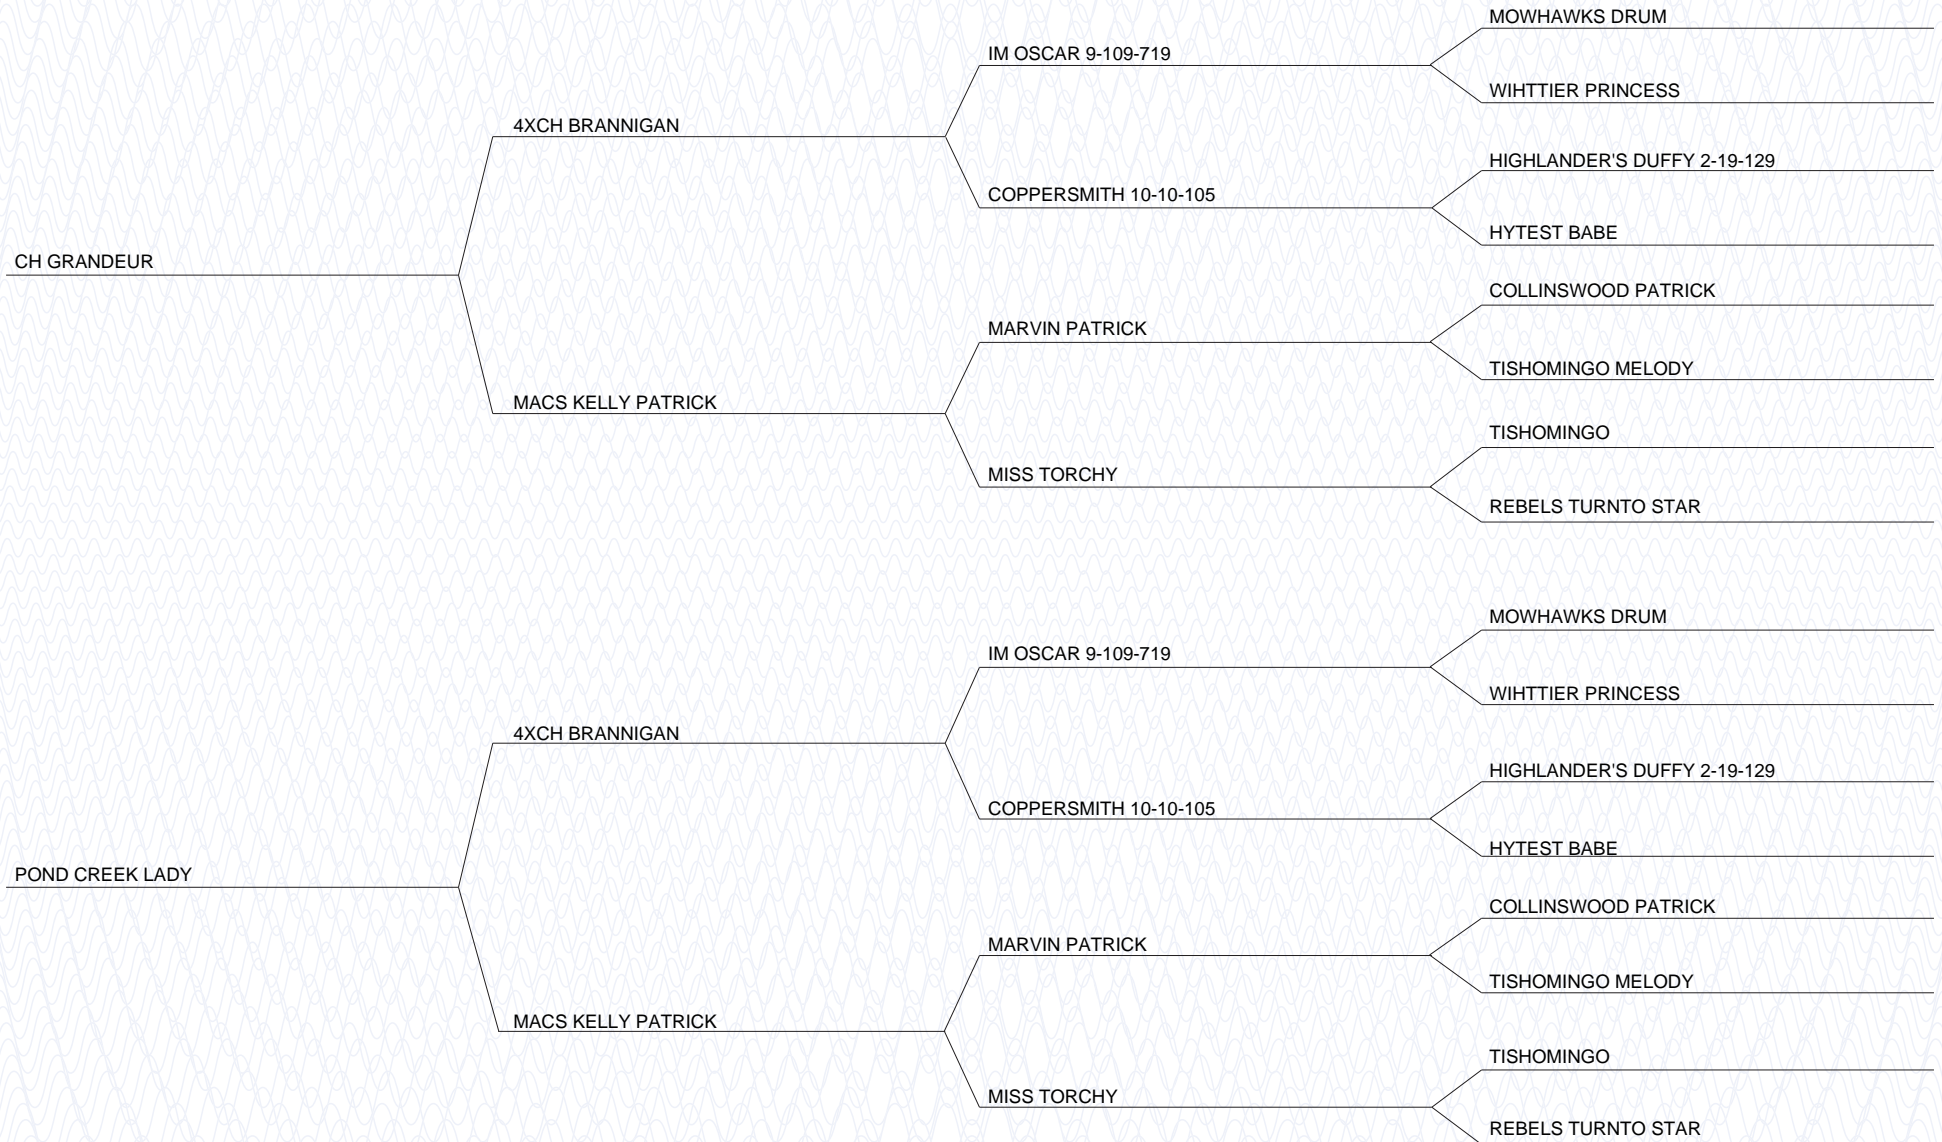 MOWHAWKS DRUM
IM OSCAR 9-109-719
WIHTTIER PRINCESS
4XCH BRANNIGAN
HIGHLANDER'S DUFFY 2-19-129
COPPERSMITH 10-10-105
HYTEST BABE
CH GRANDEUR
COLLINSWOOD PATRICK
MARVIN PATRICK
TISHOMINGO MELODY
MACS KELLY PATRICK
TISHOMINGO
MISS TORCHY
REBELS TURNTO STAR
MOWHAWKS DRUM
IM OSCAR 9-109-719
WIHTTIER PRINCESS
4XCH BRANNIGAN
HIGHLANDER'S DUFFY 2-19-129
COPPERSMITH 10-10-105
HYTEST BABE
POND CREEK LADY
COLLINSWOOD PATRICK
MARVIN PATRICK
TISHOMINGO MELODY
MACS KELLY PATRICK
TISHOMINGO
MISS TORCHY
REBELS TURNTO STAR